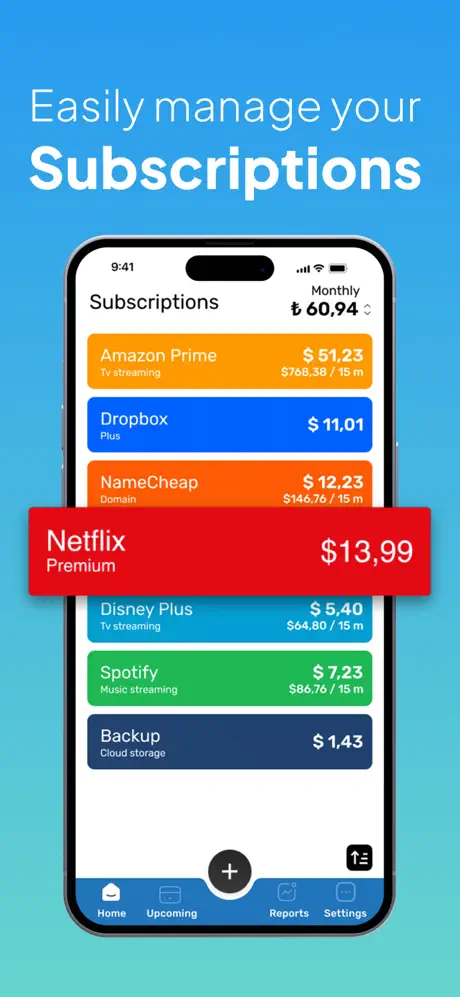 Easily manage your
Subscriptions
9:41
Subscriptions
Monthly
₺ 60,94
Amazon Prime
$ 51,23
Tv streaming
$768,38 / 15 m
Dropbox
$ 11,01
Plus
NameCheap
$ 12,23
Domain
$146,76 / 15 m
Netflix
$13,99
Premium
Disney Plus
$ 5,40
Tv streaming
$64,80 / 15 m
Spotify
$ 7,23
Music streaming
$86,76 / 15 m
Backup
$ 1,43
Cloud storage
Home
Upcoming
Reports
Settings